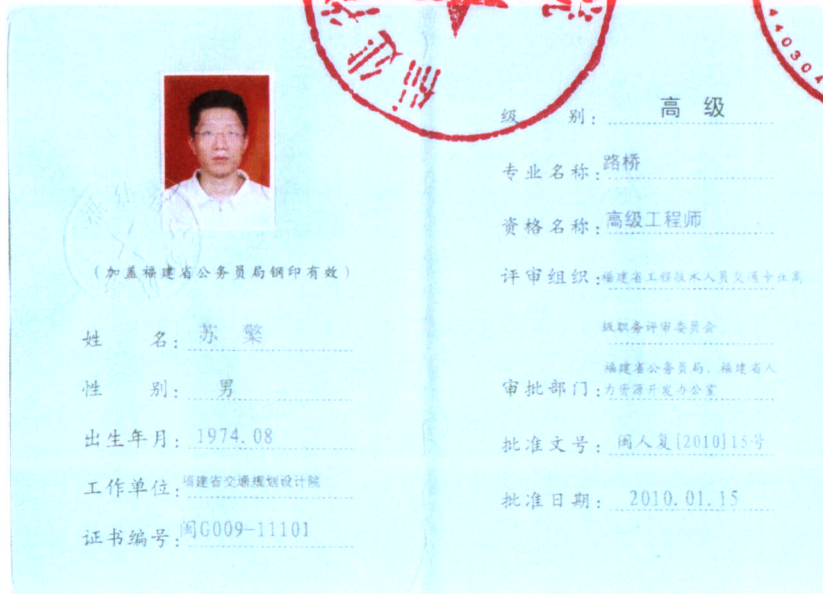 (加盖福建省公务员局钢印有效)
姓 名: 苏 檠
性 别: 男
出生年月: 1974.08
工作单位: 福建省交通规划设计院
证书编号: 闽G009-11101
级 别: 高 级
专业名称: 路桥
资格名称: 高级工程师
评审组织: 福建省工程技术人员交通专业高
级职务评审委员会
福建省公务员局、福建省人
审批部门: 力资源开发办公室
批准文号: 闽人复[2010]15号
批准日期: 2010.01.15
福建
440304